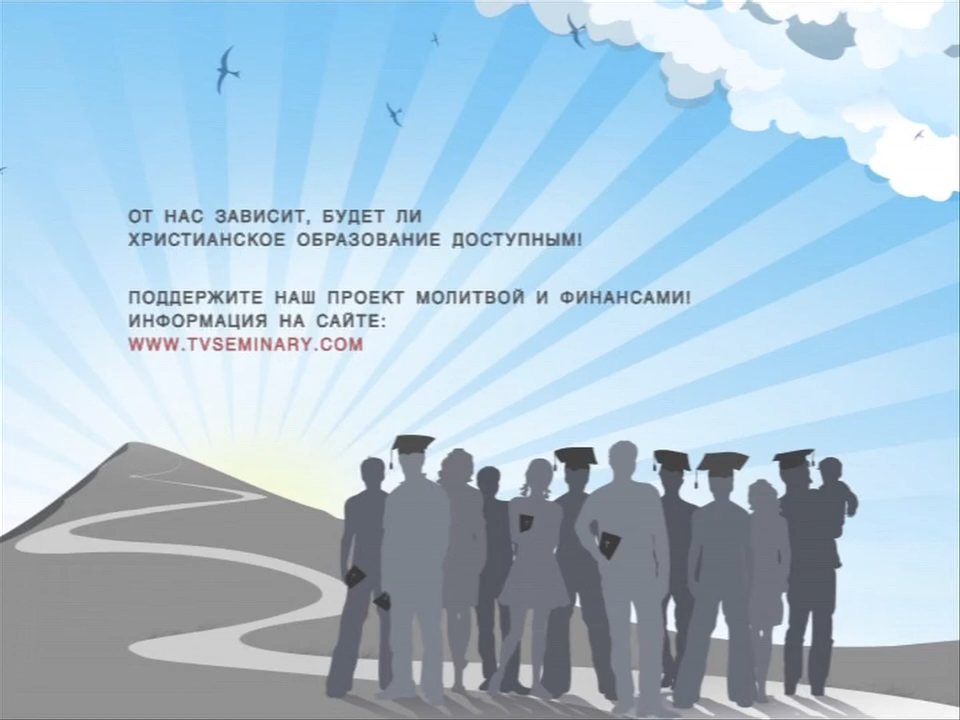 ОТ НАС ЗАВИСИТ, БУДЕТ ЛИ
ХРИСТИАНСКОЕ ОБРАЗОВАНИЕ ДОСТУПНЫМ!
ПОДДЕРЖИТЕ НАШ ПРОЕКТ МОЛИТВОЙ И ФИНАНСАМИ!
ИНФОРМАЦИЯ НА САЙТЕ:
WWW.TVSEMINARY.COM